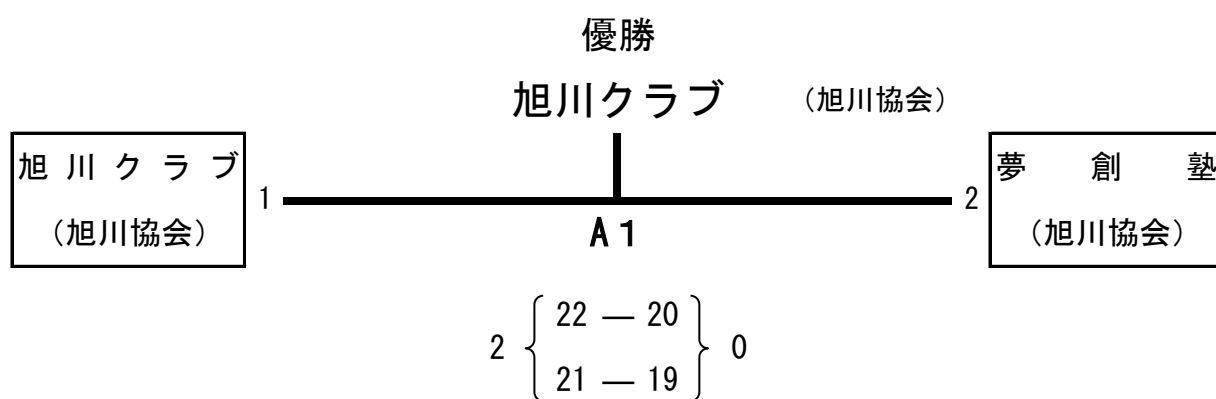 優勝
旭川クラブ (旭川協会)
旭川クラブ
(旭川協会)
1
A1
2
夢創塾
(旭川協会)
2 { 22 — 20 } 0
21 — 19